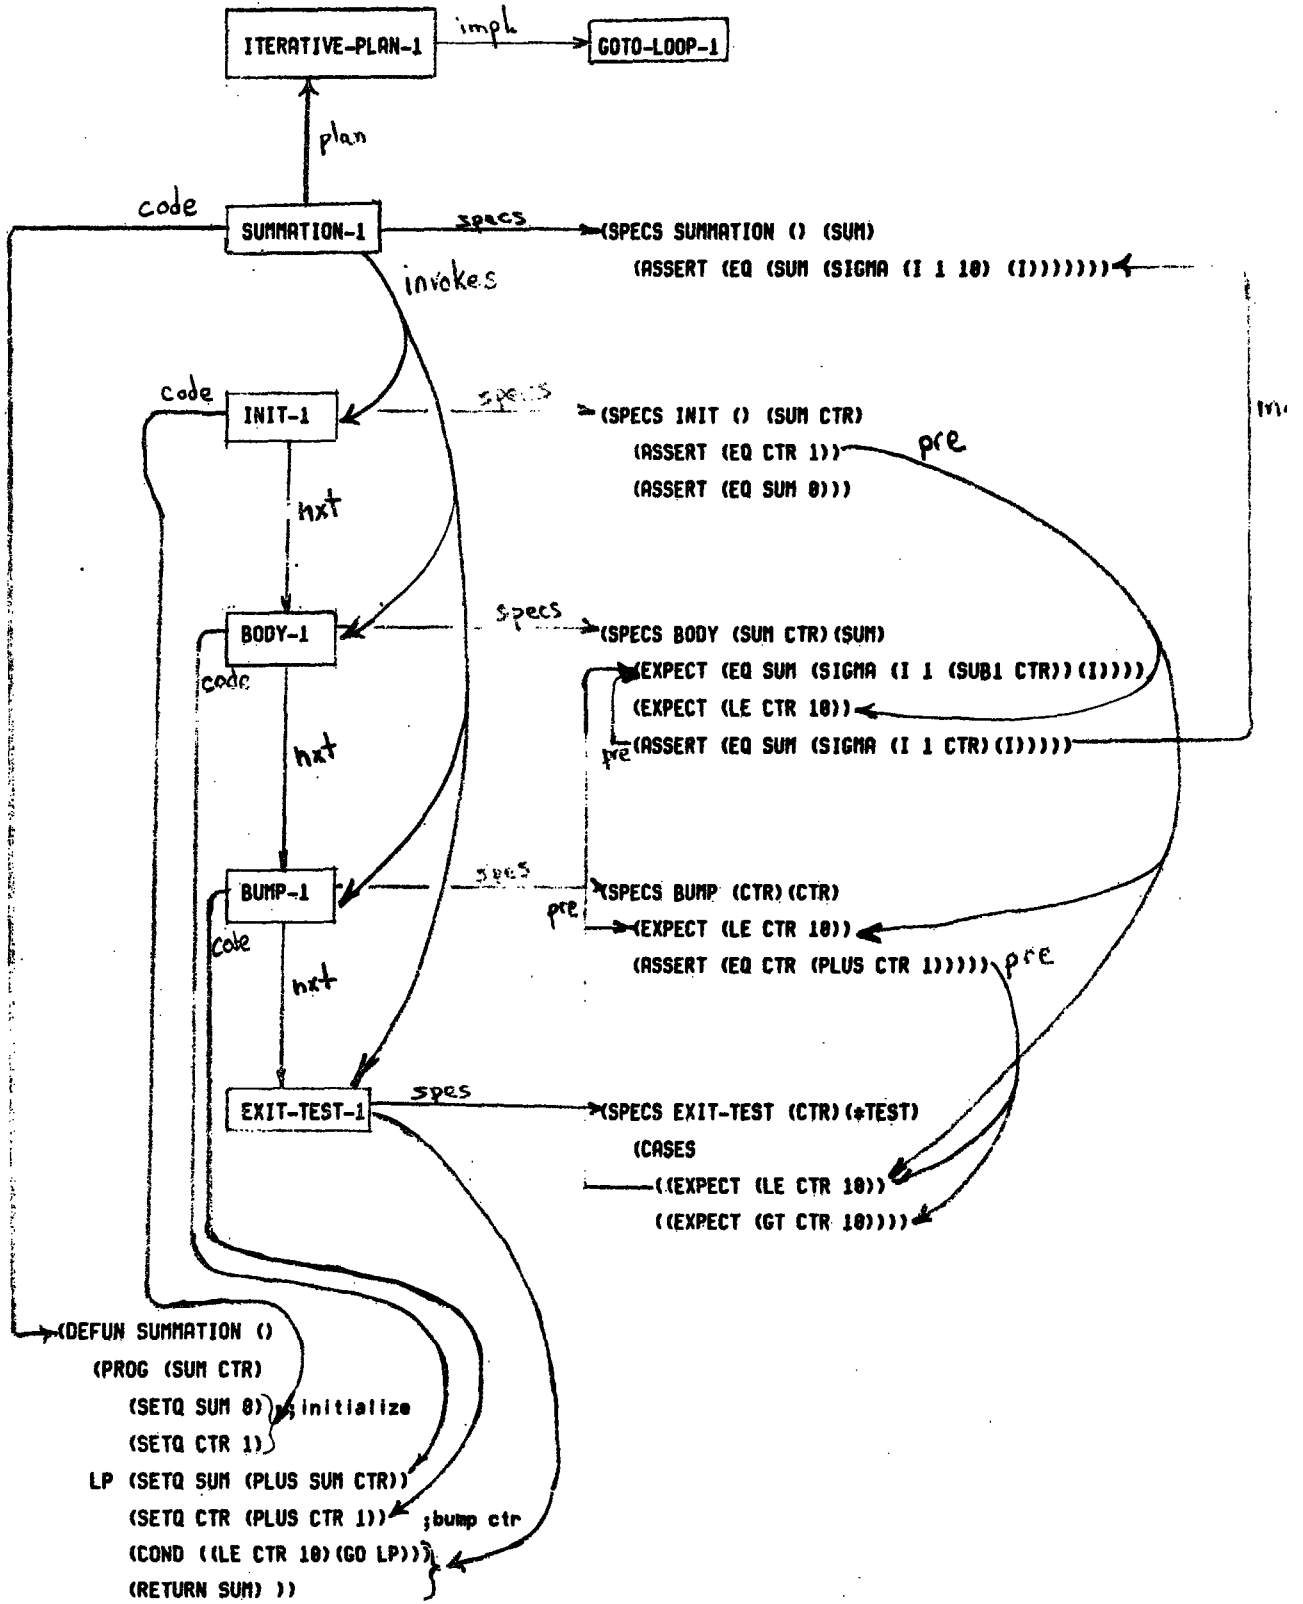 ITERATIVE-PLAN-1
impl
GOTO-LOOP-1
plan
code
SUMMATION-1
specs
(SPECS SUMMATION () (SUM)
(ASSERT (EQ (SUM (SIGMA (I 1 10) (I)))))))
invokes
code
INIT-1
specs
(SPECS INIT () (SUM CTR)
(ASSERT (EQ CTR 1))
pre
(ASSERT (EQ SUM 0)))
nxt
BODY-1
specs
(SPECS BODY (SUM CTR)(SUM)
code
(EXPECT (EQ SUM (SIGMA (I 1 (SUB1 CTR))(I))))
(EXPECT (LE CTR 10))
nxt
pre
(ASSERT (EQ SUM (SIGMA (I 1 CTR)(I)))))
BUMP-1
spes
(SPECS BUMP (CTR)(CTR)
code
pre
(EXPECT (LE CTR 10))
(ASSERT (EQ CTR (PLUS CTR 1)))))
pre
nxt
EXIT-TEST-1
spes
(SPECS EXIT-TEST (CTR)(*TEST)
(CASES
((EXPECT (LE CTR 10))
((EXPECT (GT CTR 10))))
(DEFUN SUMMATION ()
(PROG (SUM CTR)
(SETQ SUM 0) ;initialize
(SETQ CTR 1)
LP (SETQ SUM (PLUS SUM CTR))
(SETQ CTR (PLUS CTR 1)) ;bump ctr
(COND ((LE CTR 10)(GO LP)))
(RETURN SUM) ))